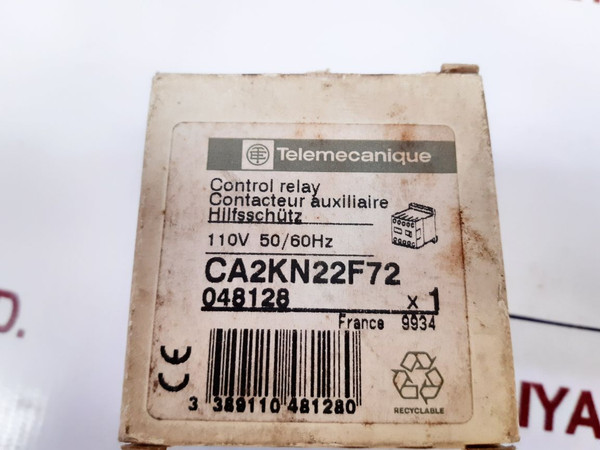 Telemecanique
Control relay
Contacteur auxiliaire
Hilfsschütz
110V 50/60Hz
CA2KN22F72
048128 x 1
France 9934
CE
3 389110 481280
RECYCLABLE
D.
IYA